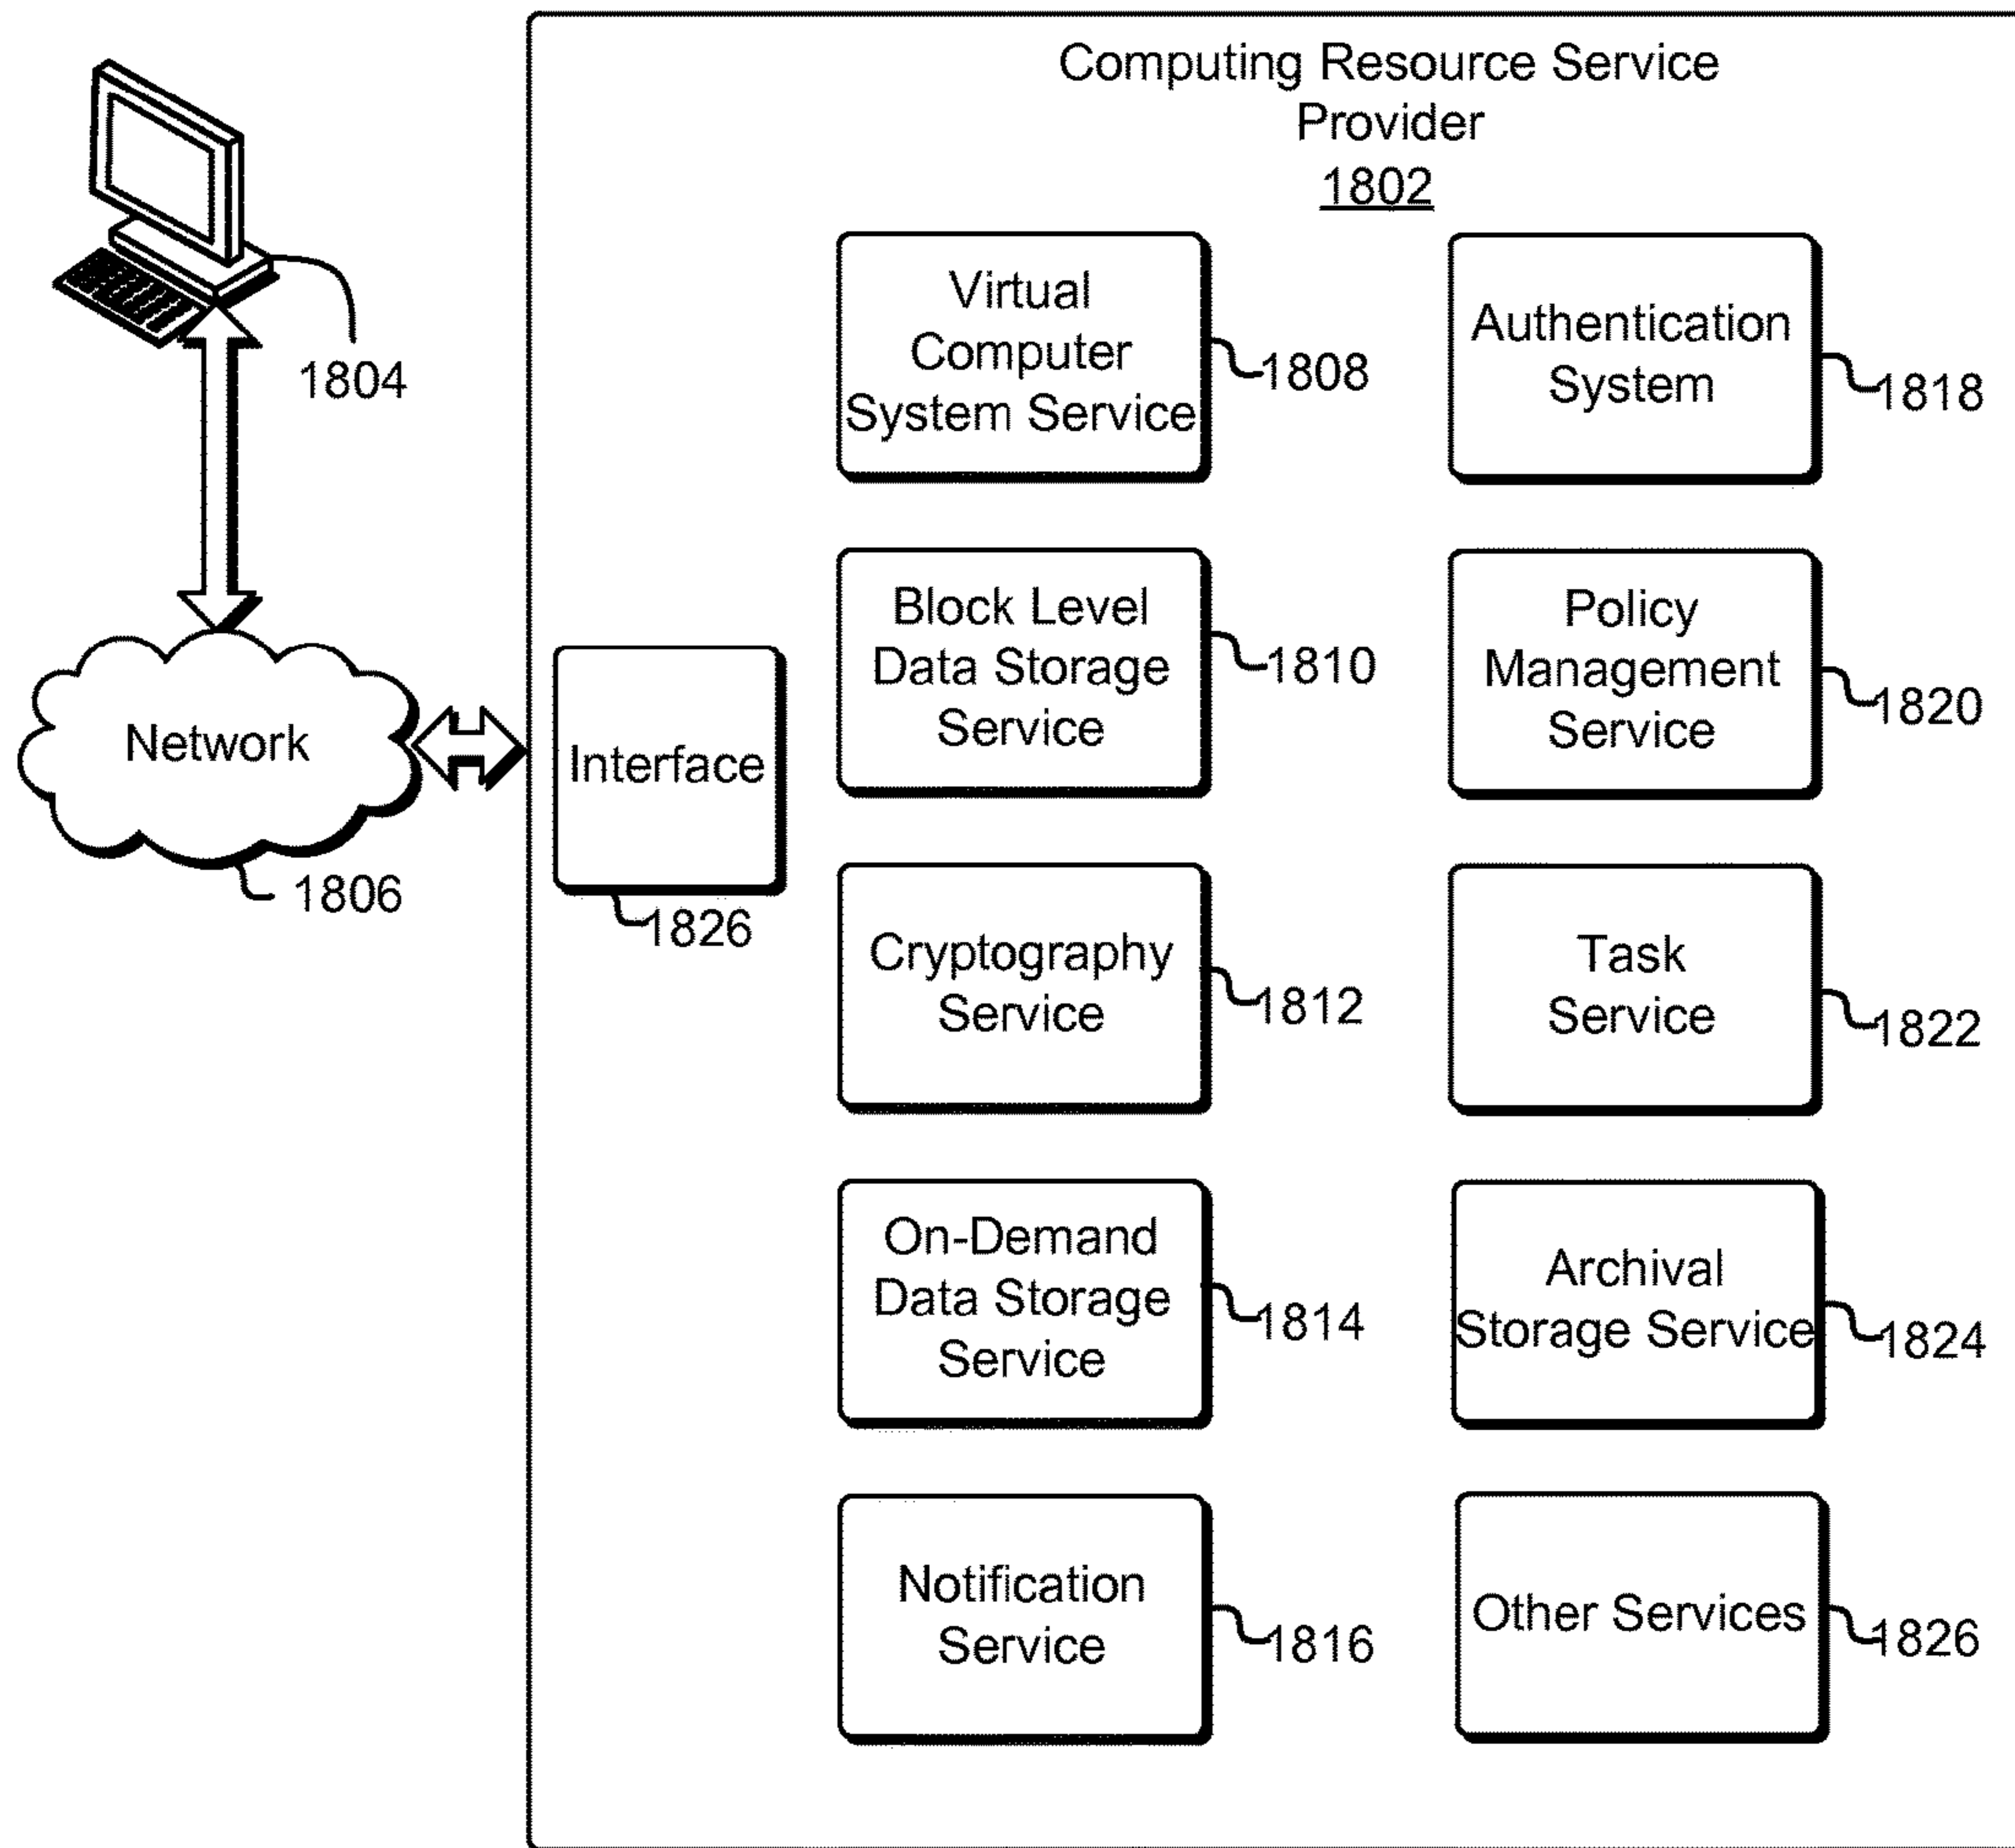 Computing Resource Service
Provider
1802
1804
Network
1806
Interface
1826
Virtual
Computer
System Service
1808
Authentication
System
1818
Block Level
Data Storage
Service
1810
Policy
Management
Service
1820
Cryptography
Service
1812
Task
Service
1822
On-Demand
Data Storage
Service
1814
Archival
Storage Service
1824
Notification
Service
1816
Other Services
1826